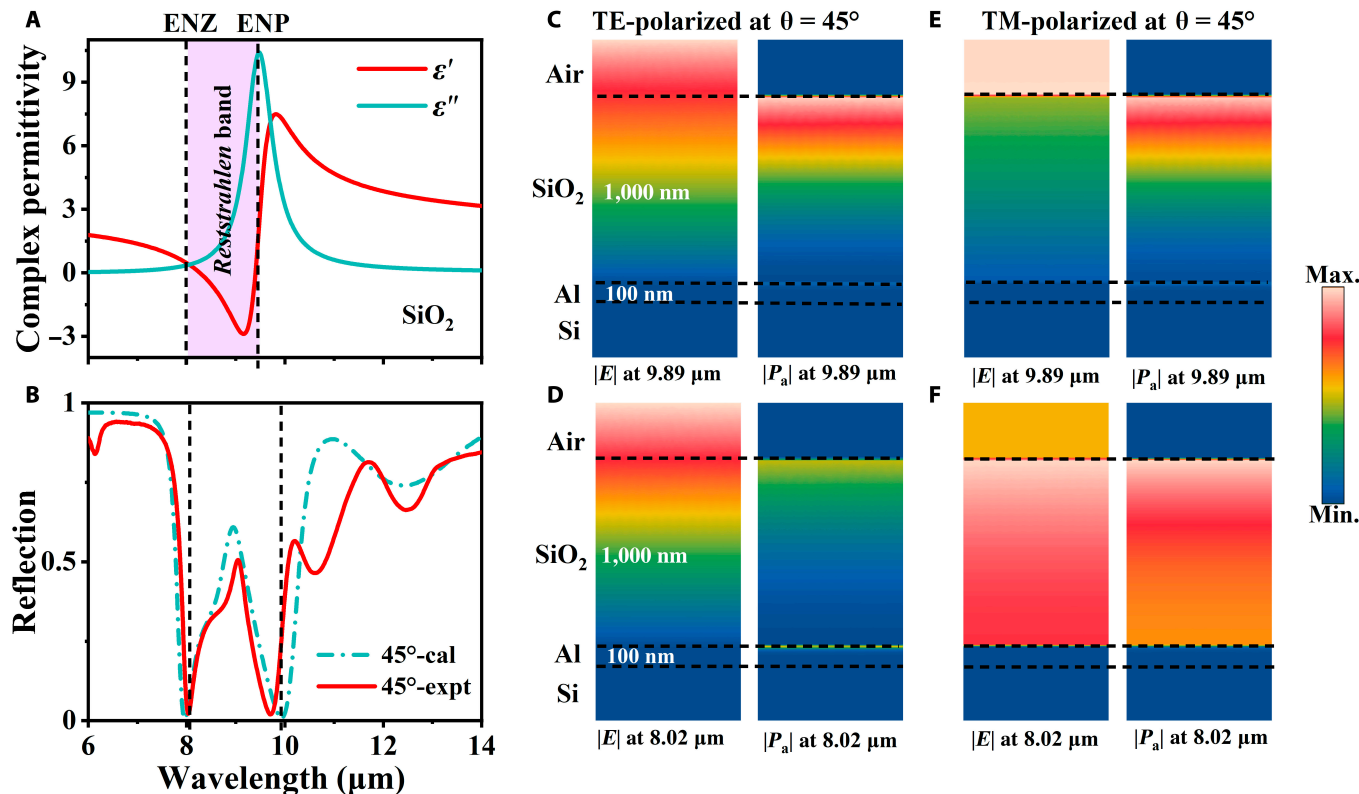 A
ENZ ENP
Complex permittivity
9
6
3
0
−3
ε′
ε″
Reststrahlen band
SiO2
B
Reflection
1
0.5
0
45°-cal
45°-expt
6 8 10 12 14
Wavelength (μm)
C TE-polarized at θ = 45°
Air
SiO2
1,000 nm
Al
100 nm
Si
|E| at 9.89 μm |Pa| at 9.89 μm
D
Air
SiO2
1,000 nm
Al
100 nm
Si
|E| at 8.02 μm |Pa| at 8.02 μm
E TM-polarized at θ = 45°
|E| at 9.89 μm |Pa| at 9.89 μm
F
|E| at 8.02 μm |Pa| at 8.02 μm
Max.
Min.